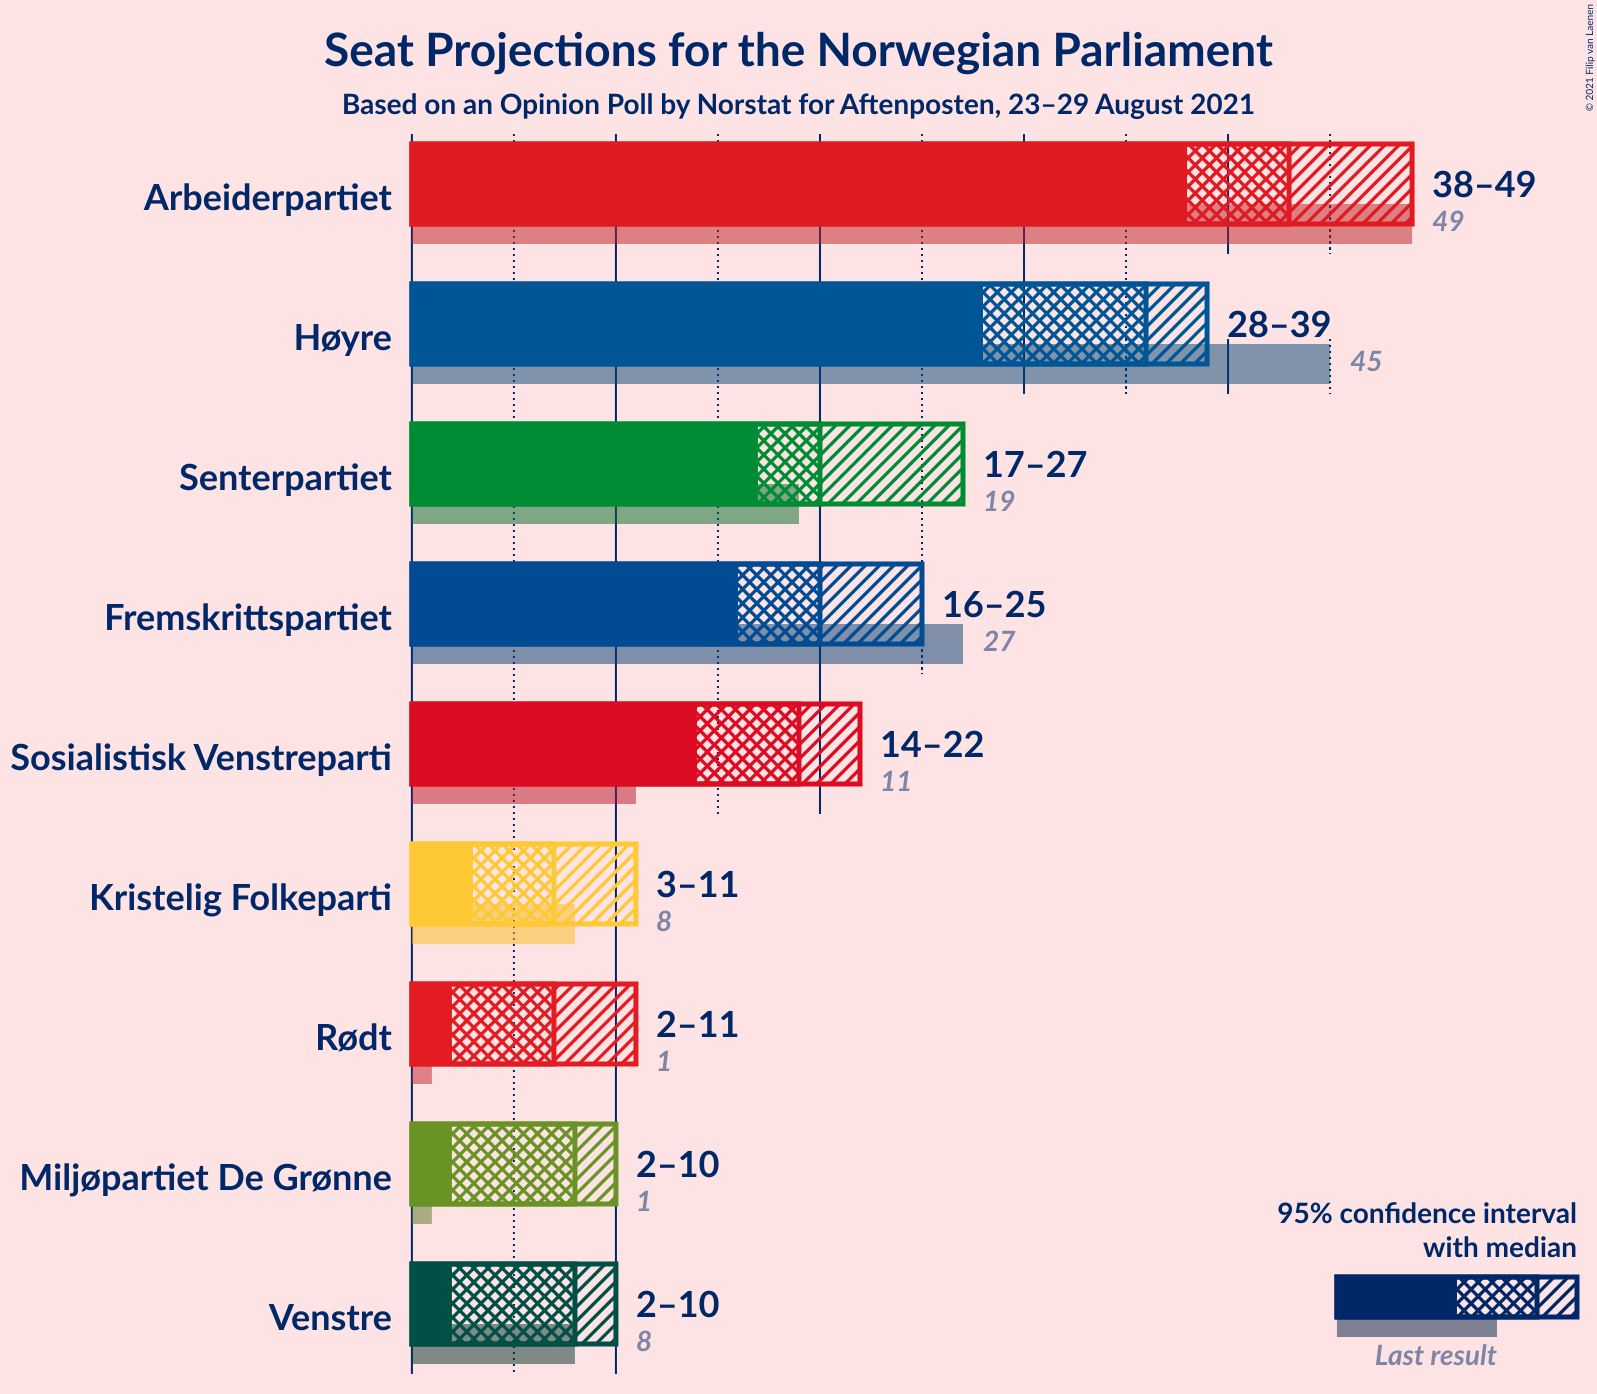 Seat Projections for the Norwegian Parliament
Based on an Opinion Poll by Norstat for Aftenposten, 23–29 August 2021
© 2021 Filip van Laenen
Arbeiderpartiet
38–49
49
Høyre
28–39
45
Senterpartiet
17–27
19
Fremskrittspartiet
16–25
27
Sosialistisk Venstreparti
14–22
11
Kristelig Folkeparti
3–11
8
Rødt
2–11
1
Miljøpartiet De Grønne
2–10
1
Venstre
2–10
8
95% confidence interval
with median
Last result